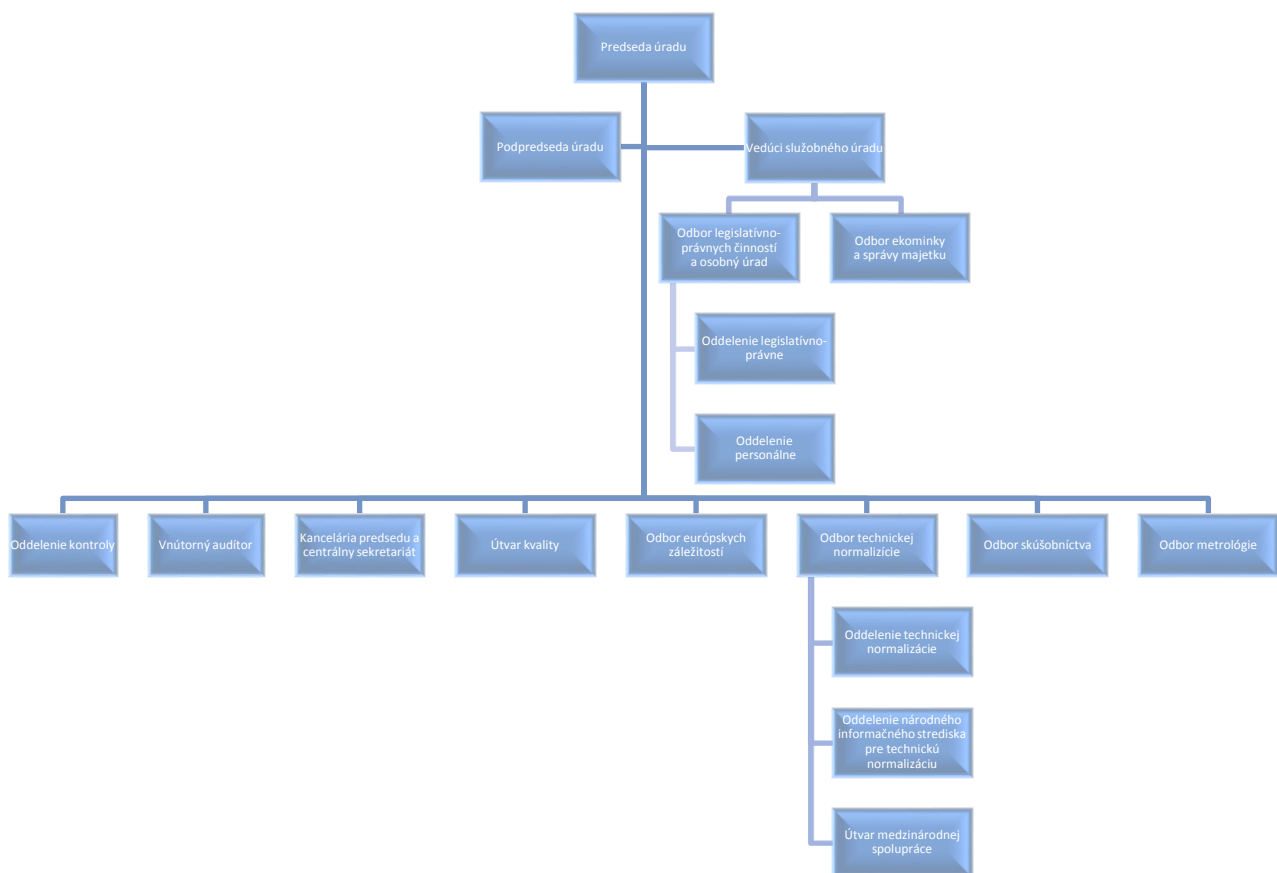 Predseda úradu
Podpredseda úradu
Vedúci služobného úradu
Odbor legislatívno-
právnych činností
a osobný úrad
Odbor ekominky
a správy majetku
Oddelenie legislatívno-
právne
Oddelenie
personálne
Oddelenie kontroly
Vnútorný audítor
Kancelária predsedu a
centrálny sekretariát
Útvar kvality
Odbor európskych
záležitostí
Odbor technickej
normalizície
Odbor skúšobníctva
Odbor metrológie
Oddelenie technickej
normalizácie
Oddelenie národného
informačného strediska
pre technickú
normalizáciu
Útvar medzinárodnej
spolupráce